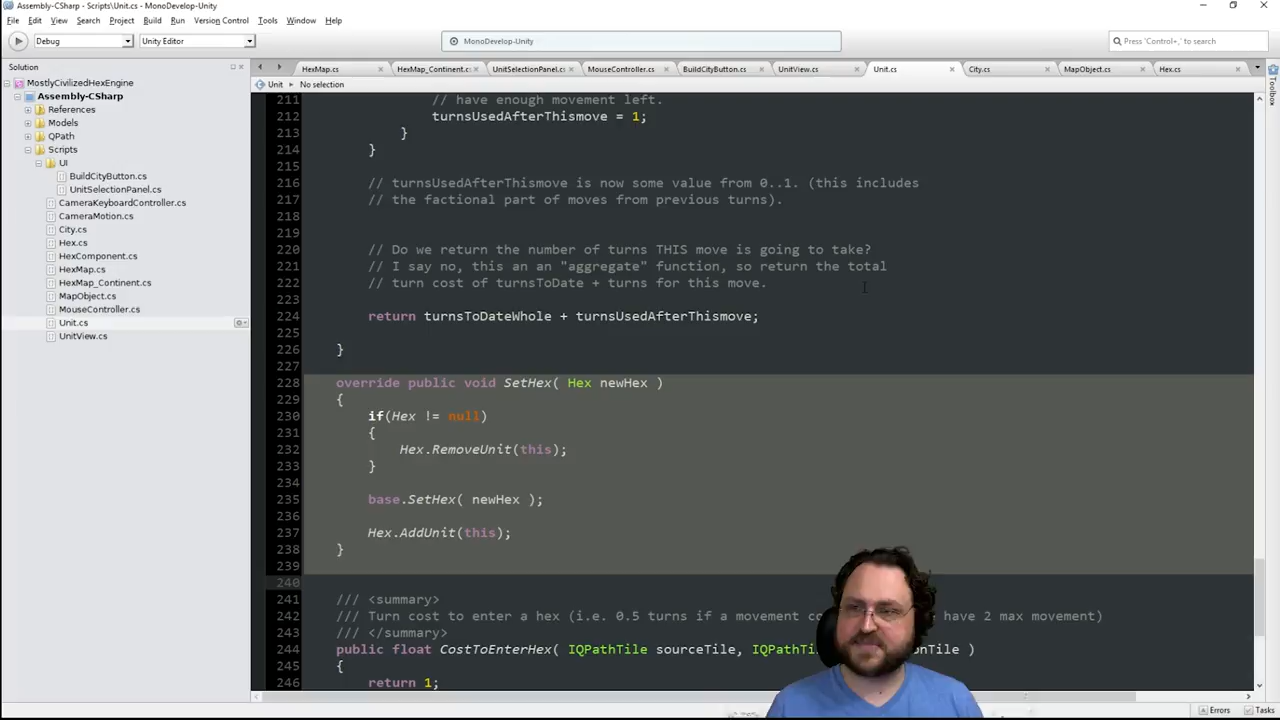 Assembly-CSharp - Scripts\Unit.cs - MonoDevelop-Unity
File Edit View Search Project Build Run Version Control Tools Window Help
Debug Unity Editor MonoDevelop-Unity Press 'Control+,' to search
Solution
MostlyCivilizedHexEngine
Assembly-CSharp
References
Models
QPath
Scripts
UI
BuildCityButton.cs
UnitSelectionPanel.cs
CameraKeyboardController.cs
CameraMotion.cs
City.cs
Hex.cs
HexComponent.cs
HexMap.cs
HexMap_Continent.cs
MapObject.cs
MouseController.cs
Unit.cs
UnitView.cs
HexMap.cs HexMap_Continent.cs UnitSelectionPanel.cs MouseController.cs BuildCityButton.cs UnitView.cs Unit.cs City.cs MapObject.cs Hex.cs
Unit No selection
Toolbox
211 // have enough movement left.
212 turnsUsedAfterThismove = 1;
213 }
214 }
215
216 // turnsUsedAfterThismove is now some value from 0..1. (this includes
217 // the factional part of moves from previous turns).
218
219
220 // Do we return the number of turns THIS move is going to take?
221 // I say no, this an an "aggregate" function, so return the total
222 // turn cost of turnsToDate + turns for this move.
223
224 return turnsToDateWhole + turnsUsedAfterThismove;
225
226 }
227
228 override public void SetHex( Hex newHex )
229 {
230 if(Hex != null)
231 {
232 Hex.RemoveUnit(this);
233 }
234
235 base.SetHex( newHex );
236
237 Hex.AddUnit(this);
238 }
239
240
241 /// <summary>
242 /// Turn cost to enter a hex (i.e. 0.5 turns if a movement co have 2 max movement)
243 /// </summary>
244 public float CostToEnterHex( IQPathTile sourceTile, IQPathTi onTile )
245 {
246 return 1;
Errors Tasks